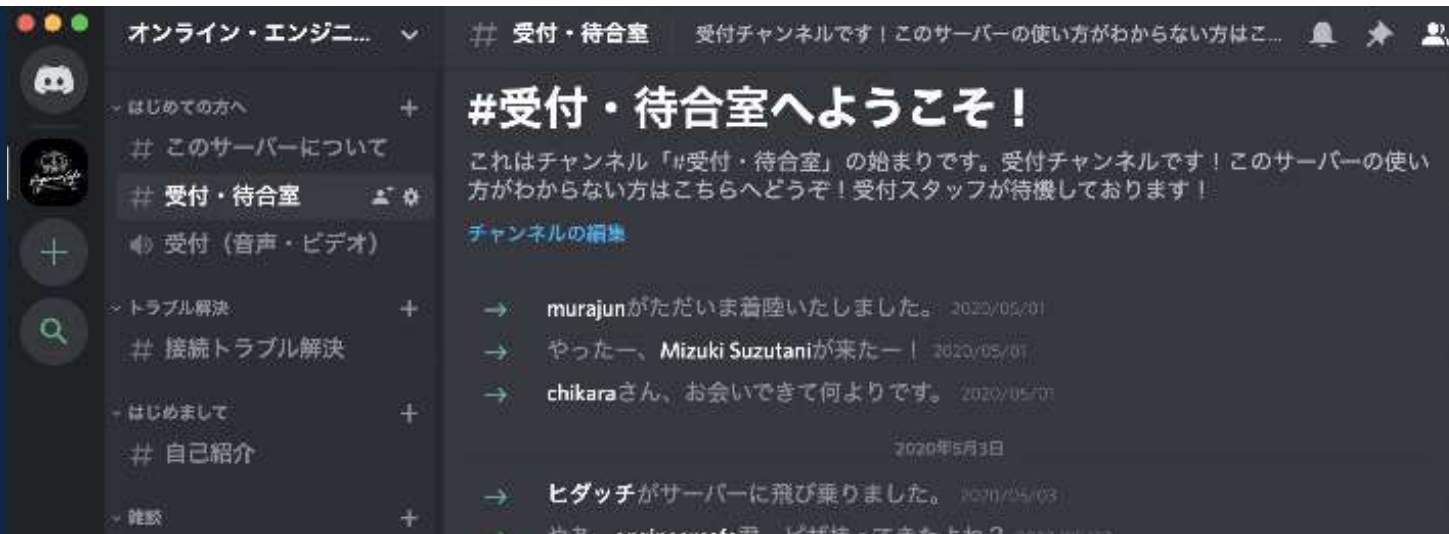 オンライン・エンジニ...
はじめての方へ
# このサーバーについて
# 受付・待合室
受付（音声・ビデオ）
トラブル解決
# 接続トラブル解決
はじめまして
# 自己紹介
雑談
# 受付・待合室 受付チャンネルです！このサーバーの使い方がわからない方はこ...
#受付・待合室へようこそ！
これはチャンネル「#受付・待合室」の始まりです。受付チャンネルです！このサーバーの使い
方がわからない方はこちらへどうぞ！受付スタッフが待機しております！
チャンネルの編集
murajunがただいま着陸いたしました。 2020/05/01
やったー、Mizuki Suzutaniが来たー！ 2020/05/01
chikaraさん、お会いできて何よりです。 2020/05/01
2020年5月3日
ヒダッチがサーバーに飛び乗りました。 2020/05/03